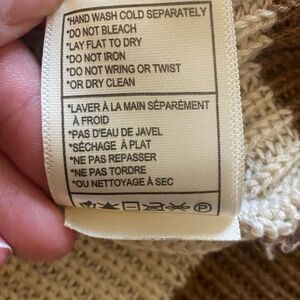 *HAND WASH COLD SEPARATELY
*DO NOT BLEACH
*LAY FLAT TO DRY
*DO NOT IRON
*DO NOT WRING OR TWIST
*OR DRY CLEAN
*LAVER À LA MAIN SÉPARÉMENT
À FROID
*PAS D'EAU DE JAVEL
*SÉCHAGE À PLAT
*NE PAS REPASSER
*NE PAS TORDRE
*OU NETTOYAGE À SEC